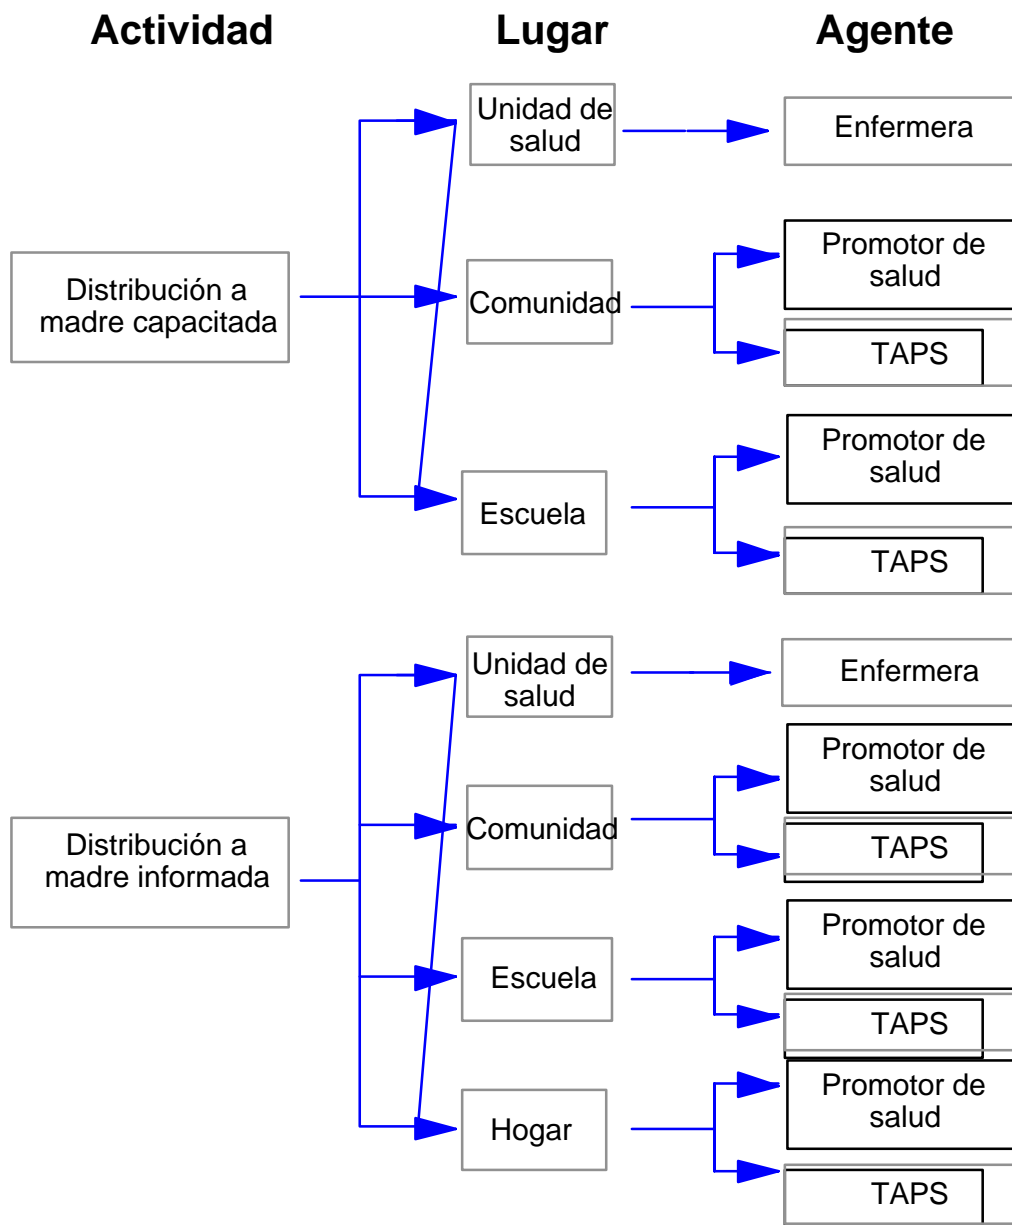 Actividad Lugar Agente
Unidad de
salud
Enfermera
Distribución a
madre capacitada
Comunidad
Promotor de
salud
TAPS
Escuela
Promotor de
salud
TAPS
Unidad de
salud
Enfermera
Distribución a
madre informada
Comunidad
Promotor de
salud
TAPS
Escuela
Promotor de
salud
TAPS
Hogar
Promotor de
salud
TAPS